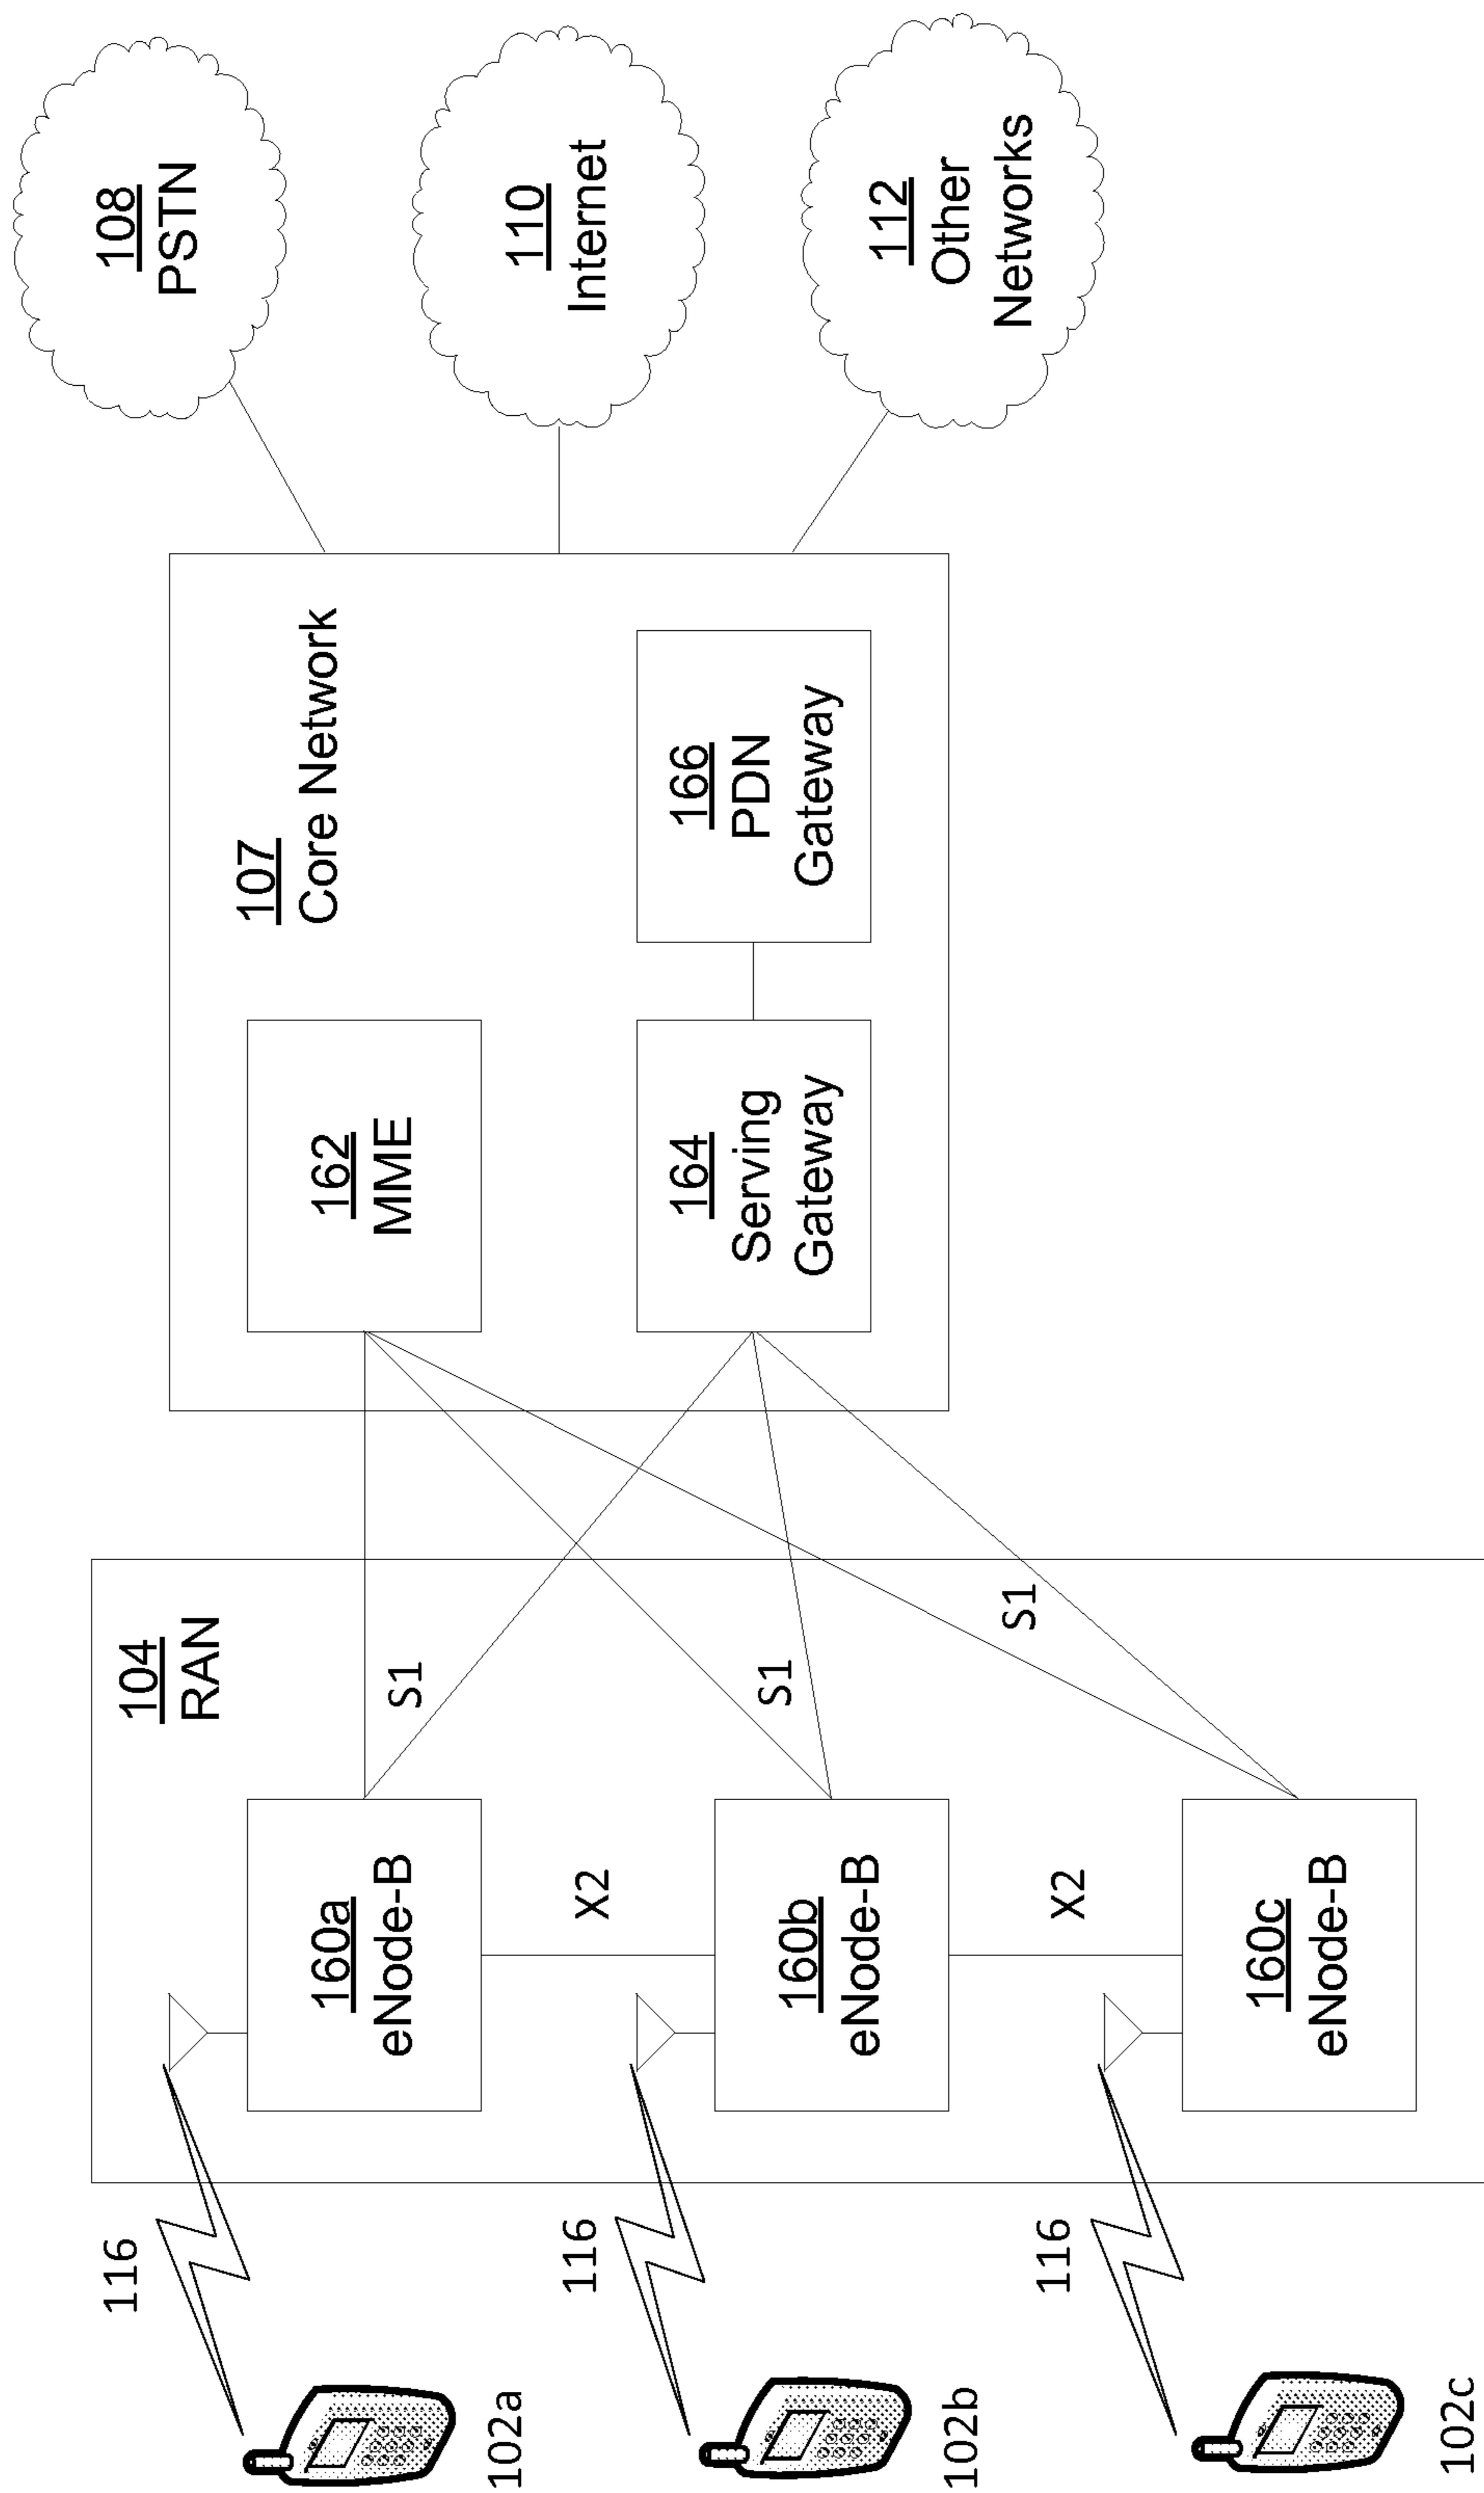 116
102a
104
RAN
160a
eNode-B
S1
X2
116
102b
160b
eNode-B
S1
X2
116
102c
160c
eNode-B
S1
107
Core Network
162
MME
164
Serving
Gateway
166
PDN
Gateway
108
PSTN
110
Internet
112
Other
Networks